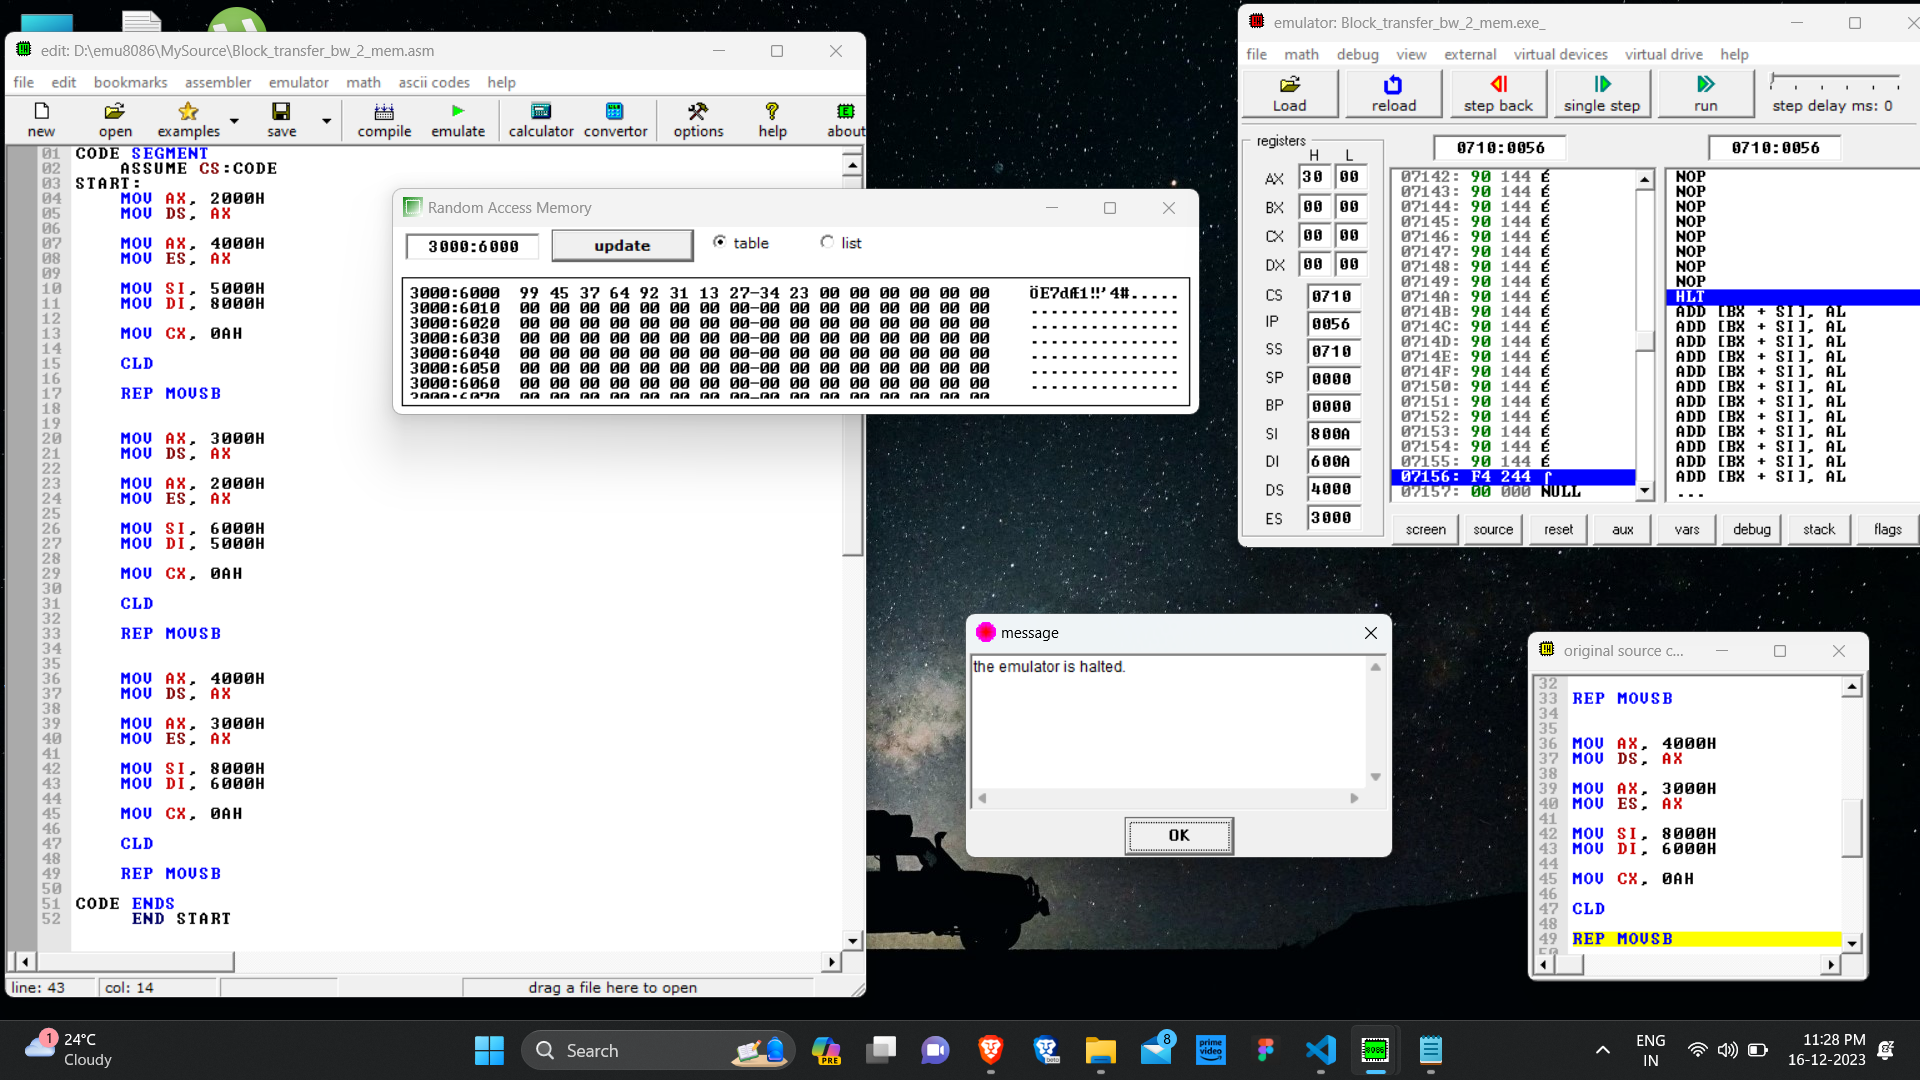 edit: D:\emu8086\MySource\Block_transfer_bw_2_mem.asm
file edit bookmarks assembler emulator math ascii codes help
new open examples save compile emulate calculator convertor options help about
01 CODE SEGMENT
02 ASSUME CS:CODE
03 START:
04 MOV AX, 2000H
05 MOV DS, AX
06
07 MOV AX, 4000H
08 MOV ES, AX
09
10 MOV SI, 5000H
11 MOV DI, 8000H
12
13 MOV CX, 0AH
14
15 CLD
16
17 REP MOVSB
18
19
20 MOV AX, 3000H
21 MOV DS, AX
22
23 MOV AX, 2000H
24 MOV ES, AX
25
26 MOV SI, 6000H
27 MOV DI, 5000H
28
29 MOV CX, 0AH
30
31 CLD
32
33 REP MOVSB
34
35
36 MOV AX, 4000H
37 MOV DS, AX
38
39 MOV AX, 3000H
40 MOV ES, AX
41
42 MOV SI, 8000H
43 MOV DI, 6000H
44
45 MOV CX, 0AH
46
47 CLD
48
49 REP MOVSB
50
51 CODE ENDS
52 END START
line: 43 col: 14 drag a file here to open
Random Access Memory
3000:6000 update table list
3000:6000 99 45 37 64 92 31 13 27-34 23 00 00 00 00 00 00 ÖE7dÆ1‼'4#......
3000:6010 00 00 00 00 00 00 00 00-00 00 00 00 00 00 00 00 ................
3000:6020 00 00 00 00 00 00 00 00-00 00 00 00 00 00 00 00 ................
3000:6030 00 00 00 00 00 00 00 00-00 00 00 00 00 00 00 00 ................
3000:6040 00 00 00 00 00 00 00 00-00 00 00 00 00 00 00 00 ................
3000:6050 00 00 00 00 00 00 00 00-00 00 00 00 00 00 00 00 ................
3000:6060 00 00 00 00 00 00 00 00-00 00 00 00 00 00 00 00 ................
3000:6070 00 00 00 00 00 00 00 00-00 00 00 00 00 00 00 00
emulator: Block_transfer_bw_2_mem.exe_
file math debug view external virtual devices virtual drive help
Load reload step back single step run step delay ms: 0
registers
H L
AX 30 00
BX 00 00
CX 00 00
DX 00 00
CS 0710
IP 0056
SS 0710
SP 0000
BP 0000
SI 800A
DI 600A
DS 4000
ES 3000
0710:0056
07142: 90 144 É
07143: 90 144 É
07144: 90 144 É
07145: 90 144 É
07146: 90 144 É
07147: 90 144 É
07148: 90 144 É
07149: 90 144 É
0714A: 90 144 É
0714B: 90 144 É
0714C: 90 144 É
0714D: 90 144 É
0714E: 90 144 É
0714F: 90 144 É
07150: 90 144 É
07151: 90 144 É
07152: 90 144 É
07153: 90 144 É
07154: 90 144 É
07155: 90 144 É
07156: F4 244 ⌠
07157: 00 000 NULL
0710:0056
NOP
NOP
NOP
NOP
NOP
NOP
NOP
NOP
HLT
ADD [BX + SI], AL
ADD [BX + SI], AL
ADD [BX + SI], AL
ADD [BX + SI], AL
ADD [BX + SI], AL
ADD [BX + SI], AL
ADD [BX + SI], AL
ADD [BX + SI], AL
ADD [BX + SI], AL
ADD [BX + SI], AL
ADD [BX + SI], AL
ADD [BX + SI], AL
...
screen source reset aux vars debug stack flags
message
the emulator is halted.
OK
original source c...
32
33 REP MOVSB
34
35
36 MOV AX, 4000H
37 MOV DS, AX
38
39 MOV AX, 3000H
40 MOV ES, AX
41
42 MOV SI, 8000H
43 MOV DI, 6000H
44
45 MOV CX, 0AH
46
47 CLD
48
49 REP MOVSB
50
1
24°C
Cloudy
Search
PRE
beta
8
prime video
8086
ENG
IN
11:28 PM
16-12-2023